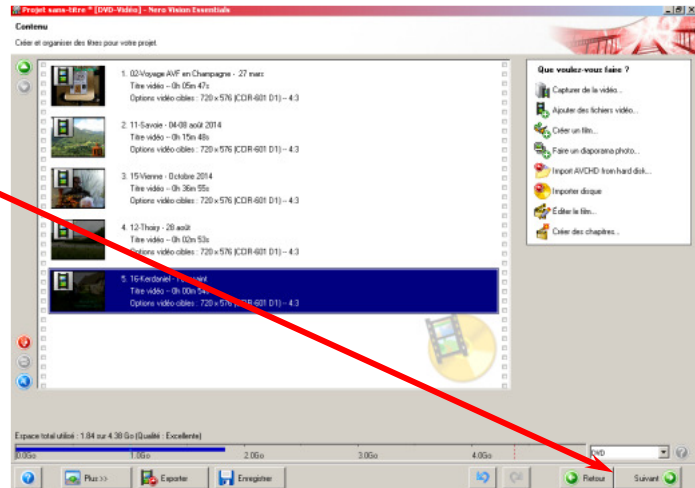 Projet sans-titre * [DVD-Vidéo] - Nero Vision Essentials
Contenu
Créer et organiser des titres pour votre projet.
1. 02-Voyage AVF en Champagne - 27 mars
Titre vidéo – 0h 05m 47s
Options vidéo cibles : 720 x 576 (CCIR-601 D1) – 4:3
2. 11-Savoie - 04-08 août 2014
Titre vidéo – 0h 15m 48s
Options vidéo cibles : 720 x 576 (CCIR-601 D1) – 4:3
3. 15-Vienne - Octobre 2014
Titre vidéo – 0h 36m 55s
Options vidéo cibles : 720 x 576 (CCIR-601 D1) – 4:3
4. 12-Thoiry - 28 août
Titre vidéo – 0h 02m 53s
Options vidéo cibles : 720 x 576 (CCIR-601 D1) – 4:3
5. 16-Kerdaniel - Toussaint
Titre vidéo – 0h 00m 54s
Options vidéo cibles : 720 x 576 (CCIR-601 D1) – 4:3
Que voulez-vous faire ?
Capturer de la vidéo...
Ajouter des fichiers vidéo...
Créer un film...
Faire un diaporama photo...
Import AVCHD from hard disk...
Importer disque
Éditer le film...
Créer des chapitres...
Espace total utilisé : 1.84 sur 4.38 Go (Qualité : Excellente)
0.0Go 1.0Go 2.0Go 3.0Go 4.0Go DVD
Plus >> Exporter Enregistrer Retour Suivant